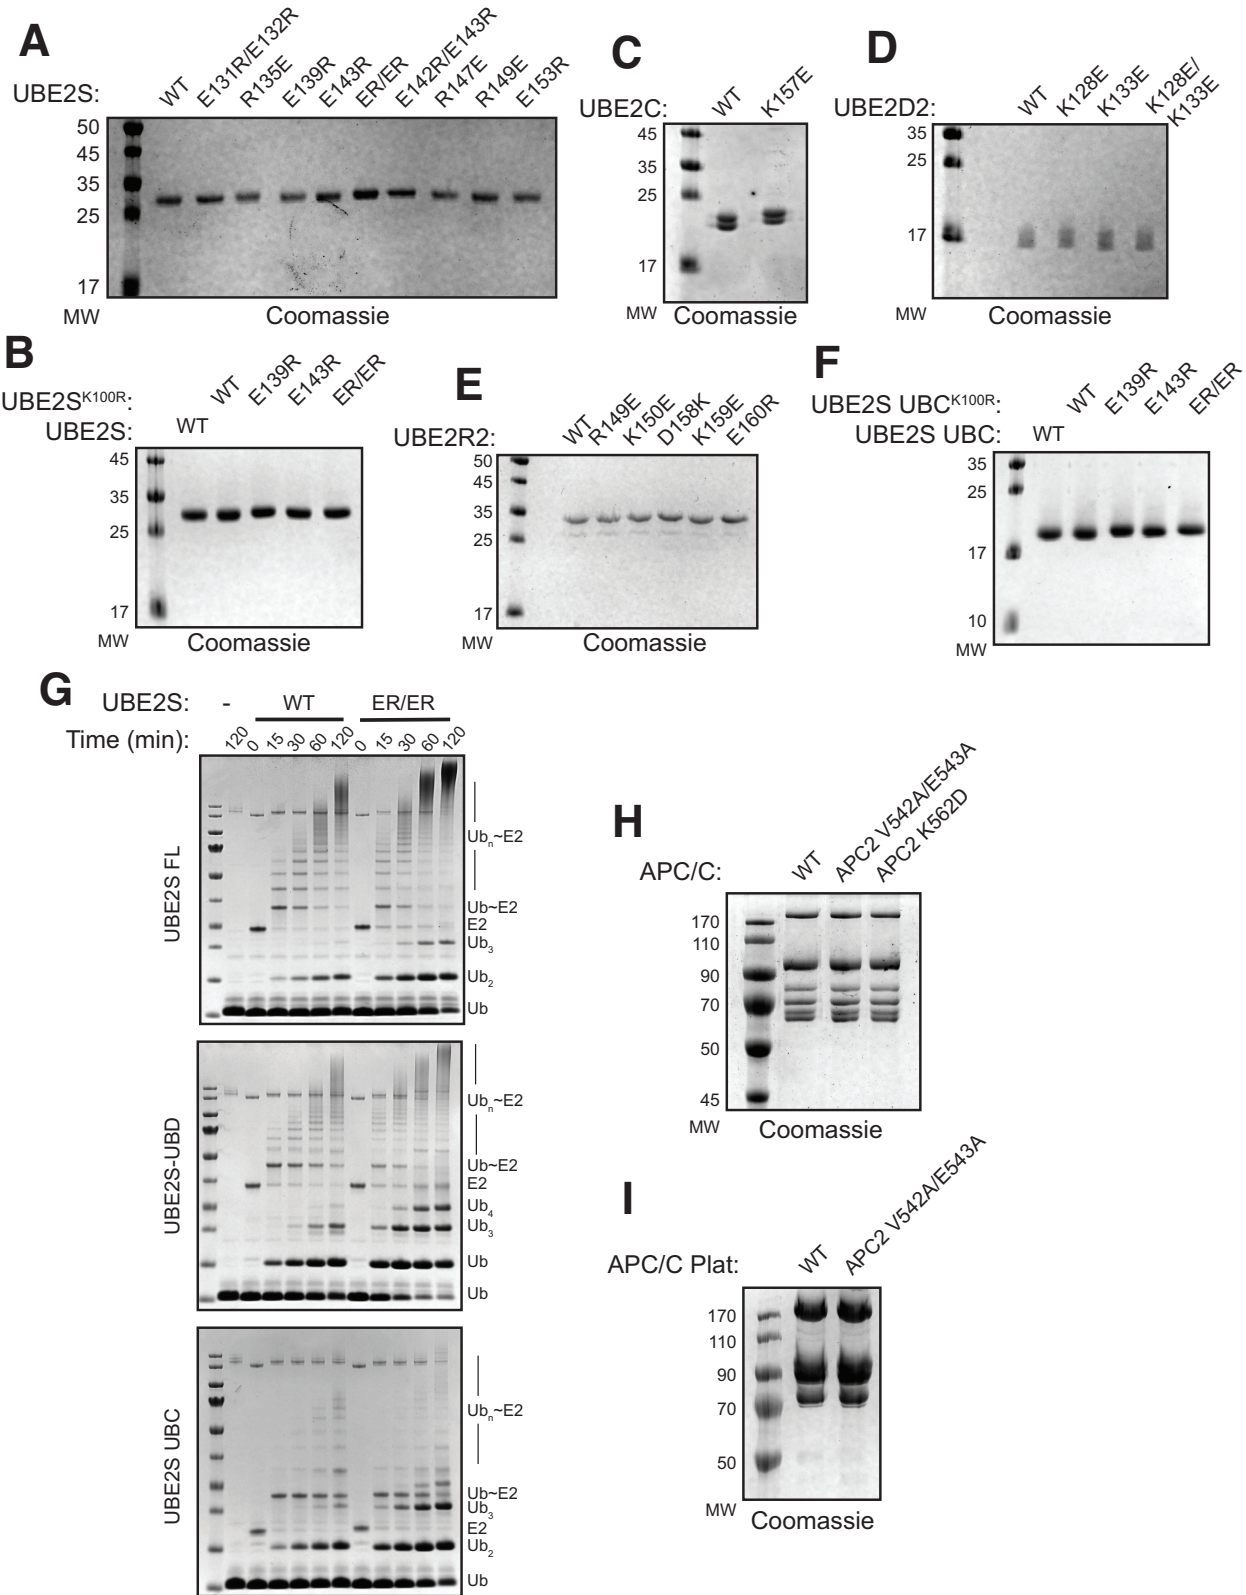 A
UBE2S:
WT
E131R/E132R
R135E
E139R
E143R
ER/ER
E142R/E143R
R147E
R149E
E153R
50
45
35
25
17
MW
Coomassie
C
UBE2C:
WT
K157E
45
35
25
17
MW
Coomassie
D
UBE2D2:
WT
K128E
K133E
K128E/
K133E
35
25
17
MW
Coomassie
B
UBE2S^K100R:
WT
E139R
E143R
ER/ER
UBE2S:
WT
45
35
25
17
MW
Coomassie
E
UBE2R2:
WT
R149E
K150E
D158K
K159E
E160R
50
45
35
25
17
MW
Coomassie
F
UBE2S UBC^K100R:
WT
E139R
E143R
ER/ER
UBE2S UBC:
WT
35
25
17
10
MW
G
UBE2S:
-
WT
ER/ER
Time (min):
120 0 15 30 60 120 0 15 30 60 120
UBE2S FL
Ub_n~E2
Ub~E2
E2
Ub_3
Ub_2
Ub
UBE2S-UBD
Ub_n~E2
Ub~E2
E2
Ub_4
Ub_3
Ub
Ub
UBE2S UBC
Ub_n~E2
Ub~E2
Ub_3
E2
Ub_2
Ub
H
APC/C:
WT
APC2 V542A/E543A
APC2 K562D
170
110
90
70
50
45
MW
Coomassie
I
APC/C Plat:
WT
APC2 V542A/E543A
170
110
90
70
50
MW
Coomassie